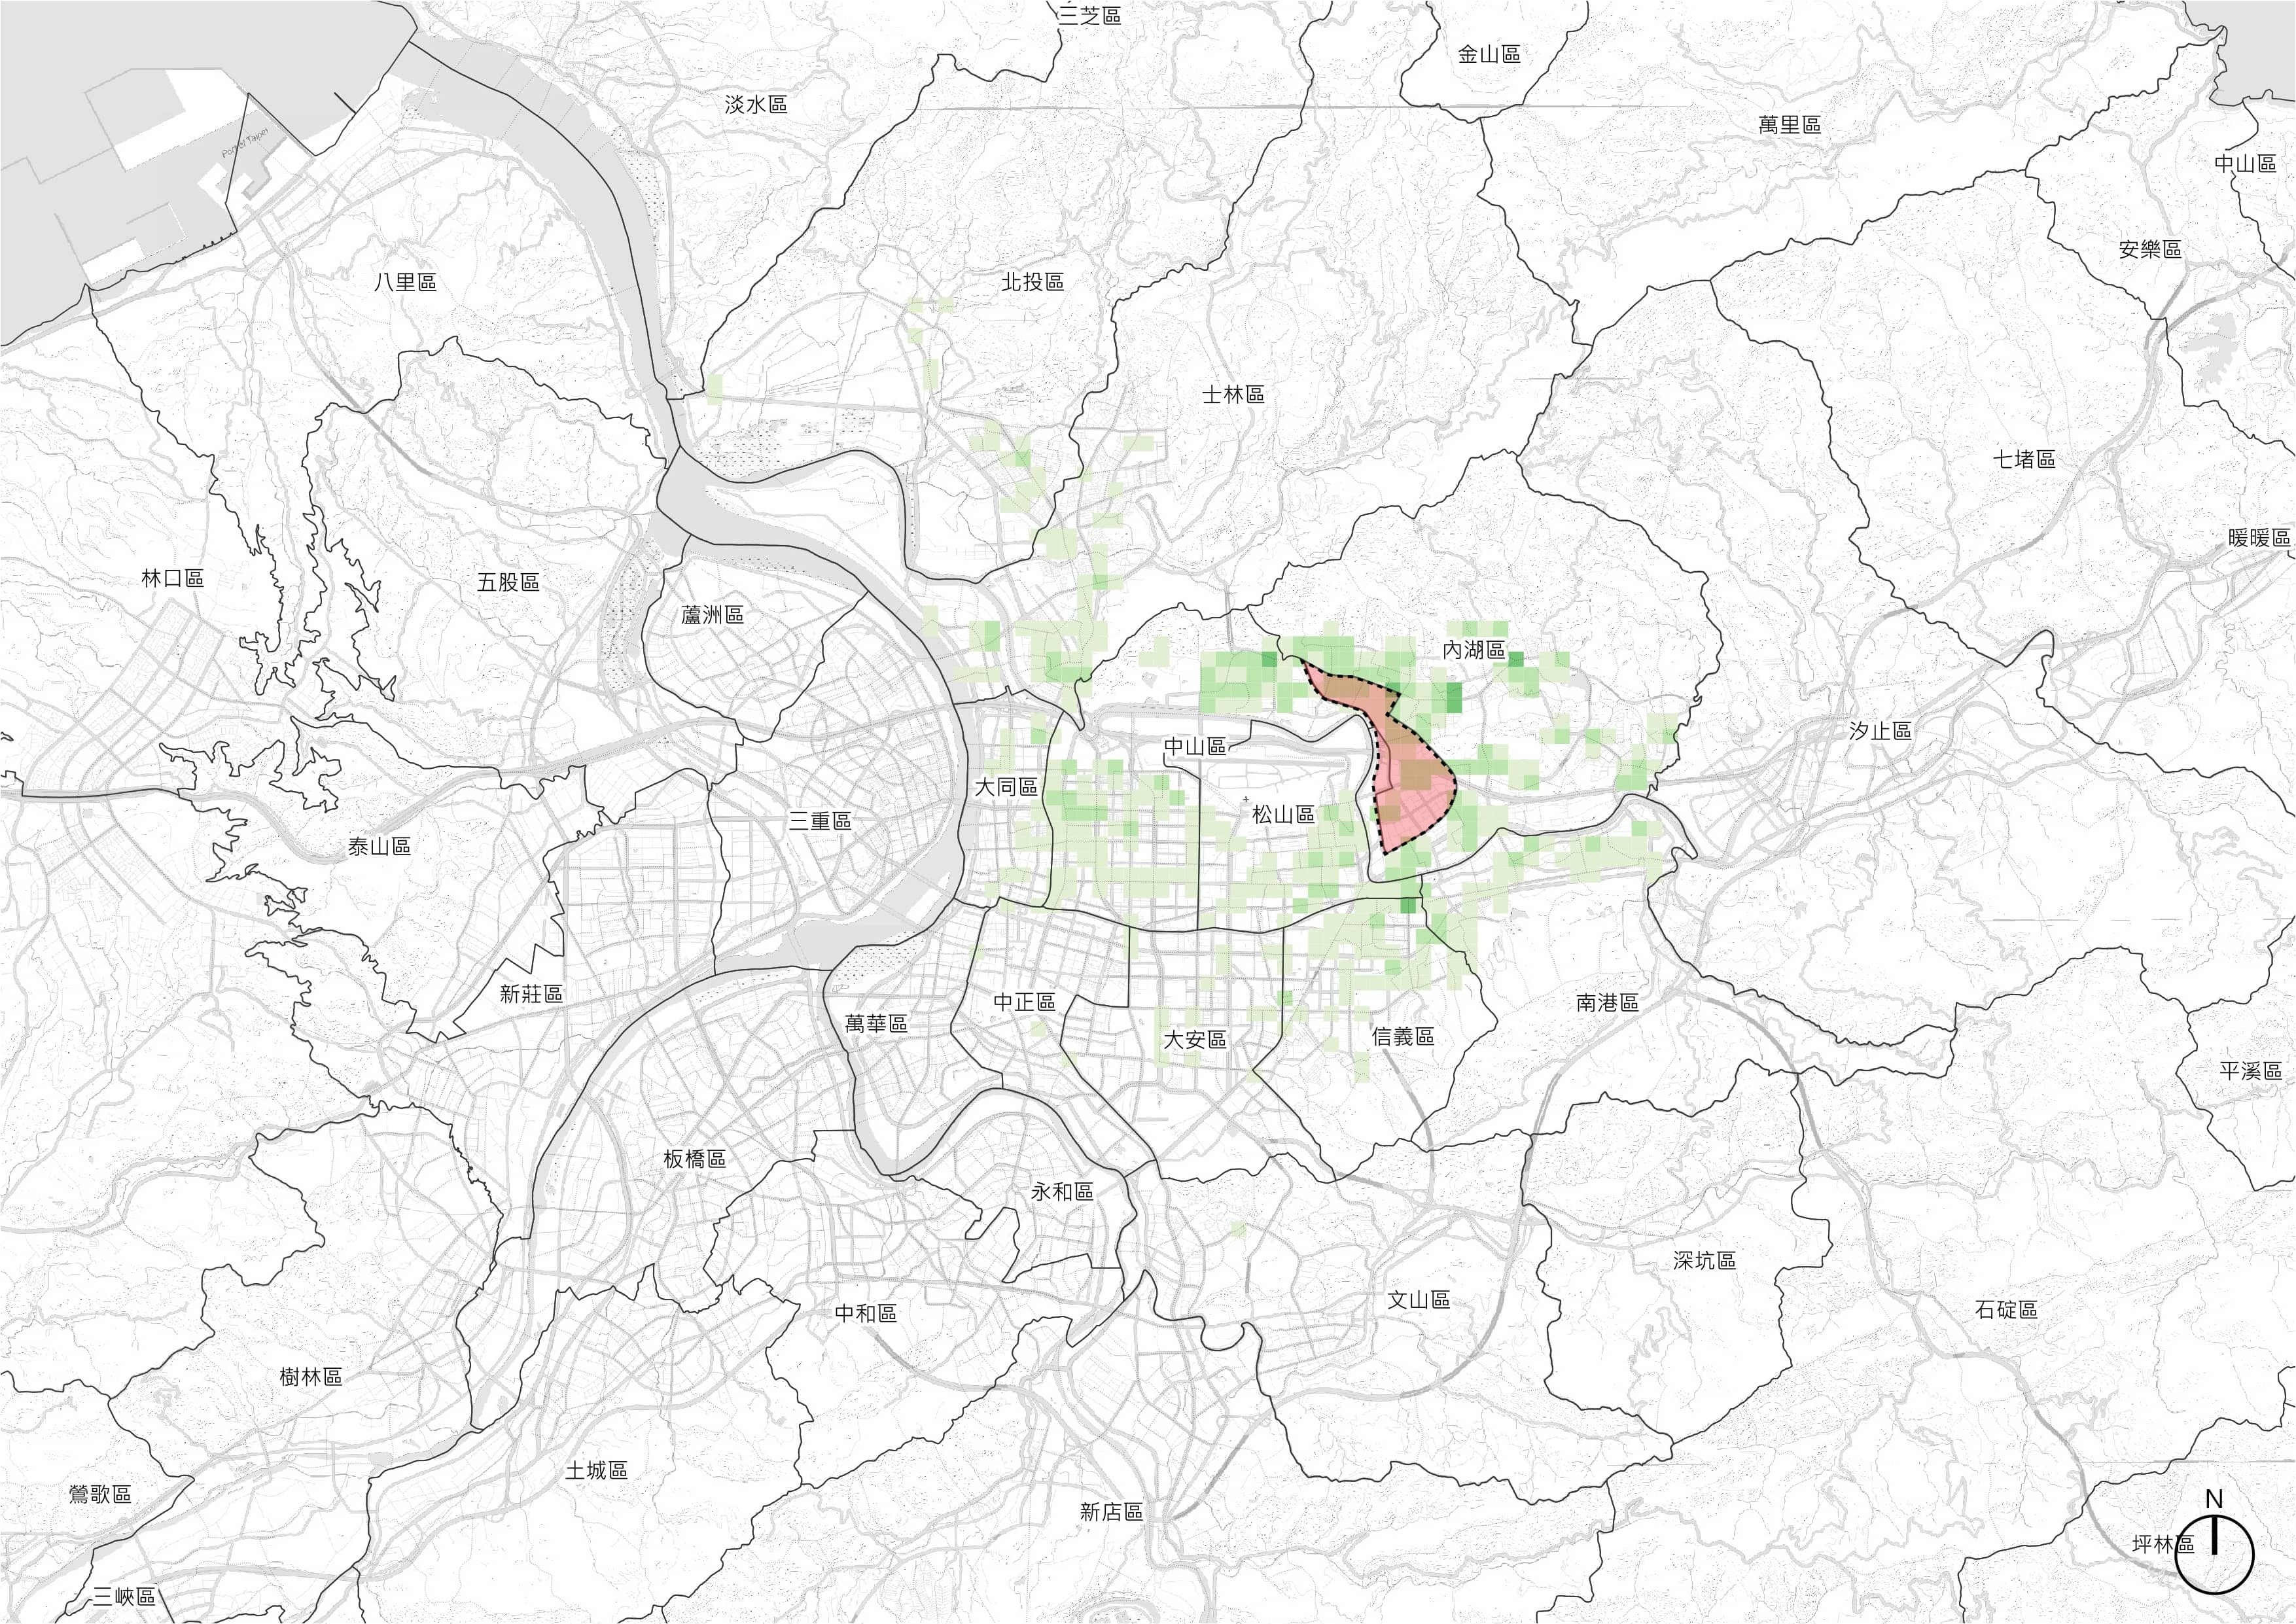 三芝區
金山區
淡水區
萬里區
Port of Taipei
中山區
安樂區
八里區
北投區
士林區
七堵區
暖暖區
林口區
五股區
蘆洲區
內湖區
汐止區
中山區
大同區
松山區
三重區
泰山區
新莊區
中正區
南港區
萬華區
大安區
信義區
平溪區
板橋區
永和區
深坑區
文山區
石碇區
中和區
樹林區
土城區
鶯歌區
新店區
N
坪林區
三峽區